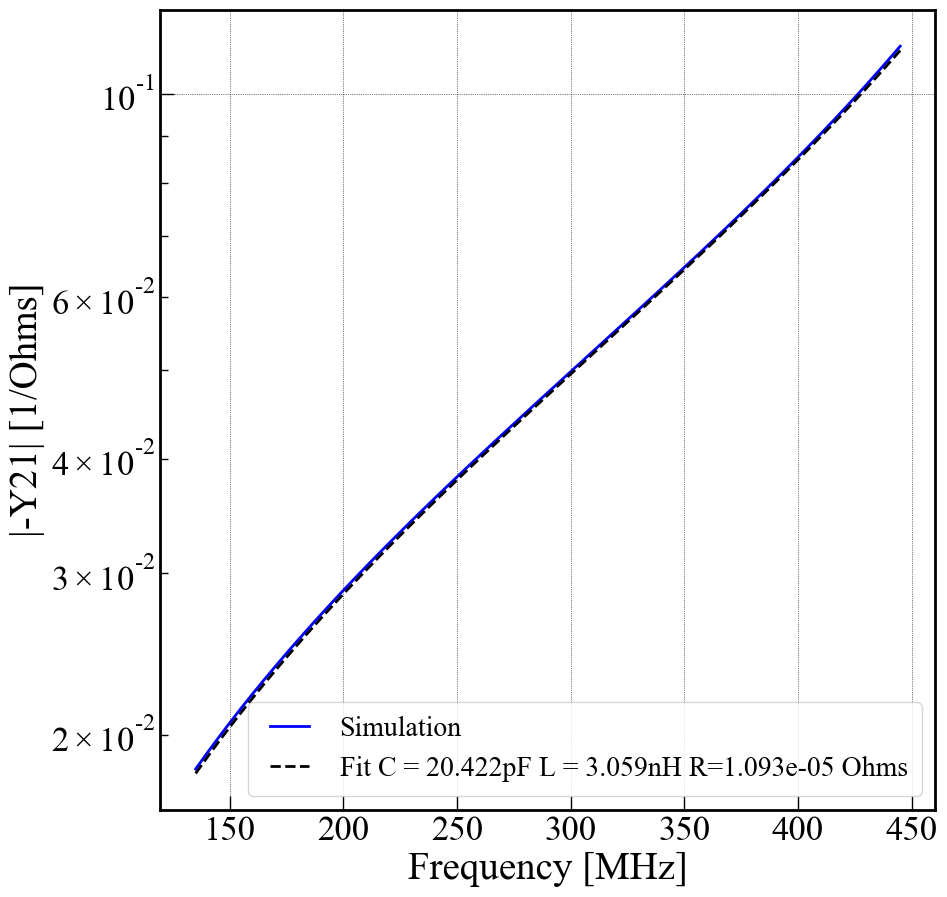 10^-1
6×10^-2
4×10^-2
3×10^-2
2×10^-2
|-Y21| [1/Ohms]
Simulation
Fit C = 20.422pF L = 3.059nH R=1.093e-05 Ohms
150 200 250 300 350 400 450
Frequency [MHz]